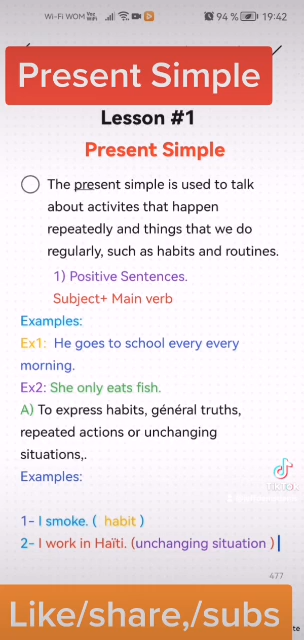 Wi-Fi WOM Voz WiFi 94 % 19:42
Present Simple
Lesson #1
Present Simple
The present simple is used to talk
about activites that happen
repeatedly and things that we do
regularly, such as habits and routines.
1) Positive Sentences.
Subject+ Main verb
Examples:
Ex1: He goes to school every every
morning.
Ex2: She only eats fish.
A) To express habits, général truths,
repeated actions or unchanging
situations,.
Examples:
1- I smoke. ( habit )
2- I work in Haïti. (unchanging situation )
TikTok
477
Like/share,/subs
te